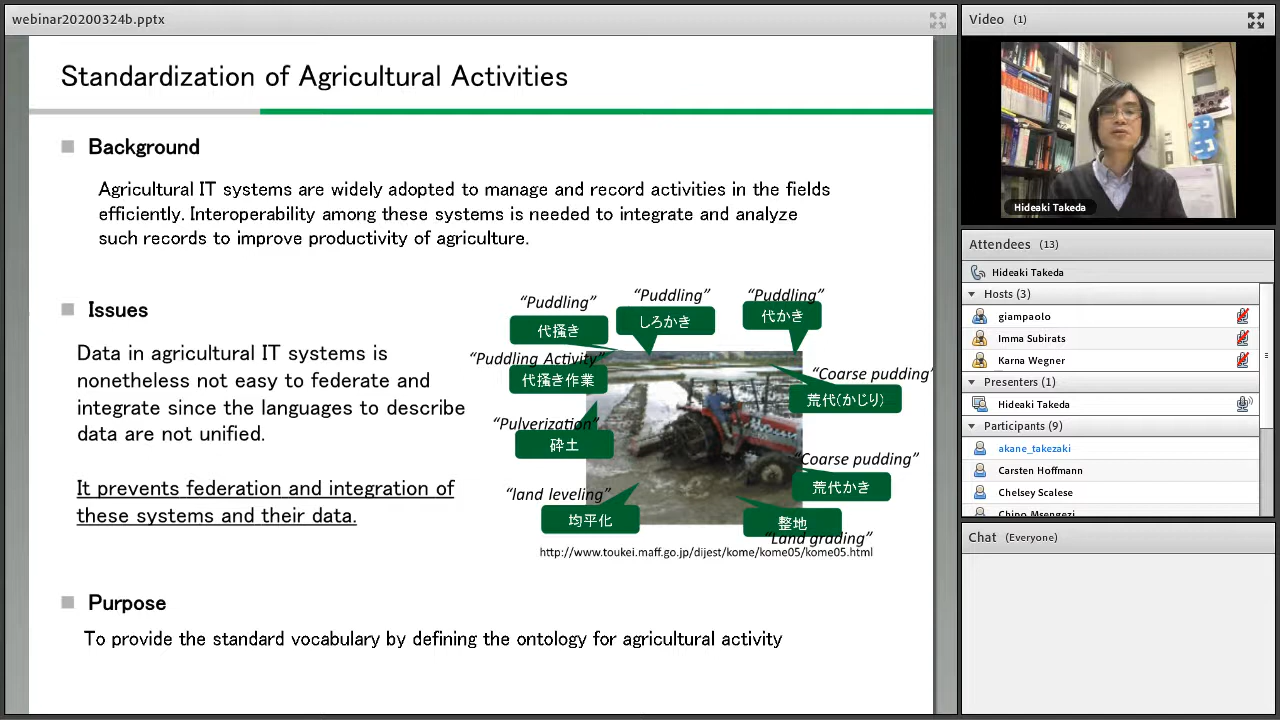 webinar20200324b.pptx
Standardization of Agricultural Activities
Background
Agricultural IT systems are widely adopted to manage and record activities in the fields
efficiently. Interoperability among these systems is needed to integrate and analyze
such records to improve productivity of agriculture.
Issues
Data in agricultural IT systems is
nonetheless not easy to federate and
integrate since the languages to describe
data are not unified.
It prevents federation and integration of
these systems and their data.
“Puddling”
代掻き
“Puddling”
しろかき
“Puddling”
代かき
“Puddling Activity”
代掻き作業
“Coarse pudding”
荒代(かじり)
“Pulverization”
砕土
“Coarse pudding”
荒代かき
“land leveling”
均平化
整地
“Land grading”
http://www.toukei.maff.go.jp/dijest/kome/kome05/kome05.html
Purpose
To provide the standard vocabulary by defining the ontology for agricultural activity
Video (1)
Hideaki Takeda
Attendees (13)
Hideaki Takeda
Hosts (3)
giampaolo
Imma Subirats
Karna Wegner
Presenters (1)
Hideaki Takeda
Participants (9)
akane_takezaki
Carsten Hoffmann
Chelsey Scalese
Chipo Msengezi
Chat (Everyone)